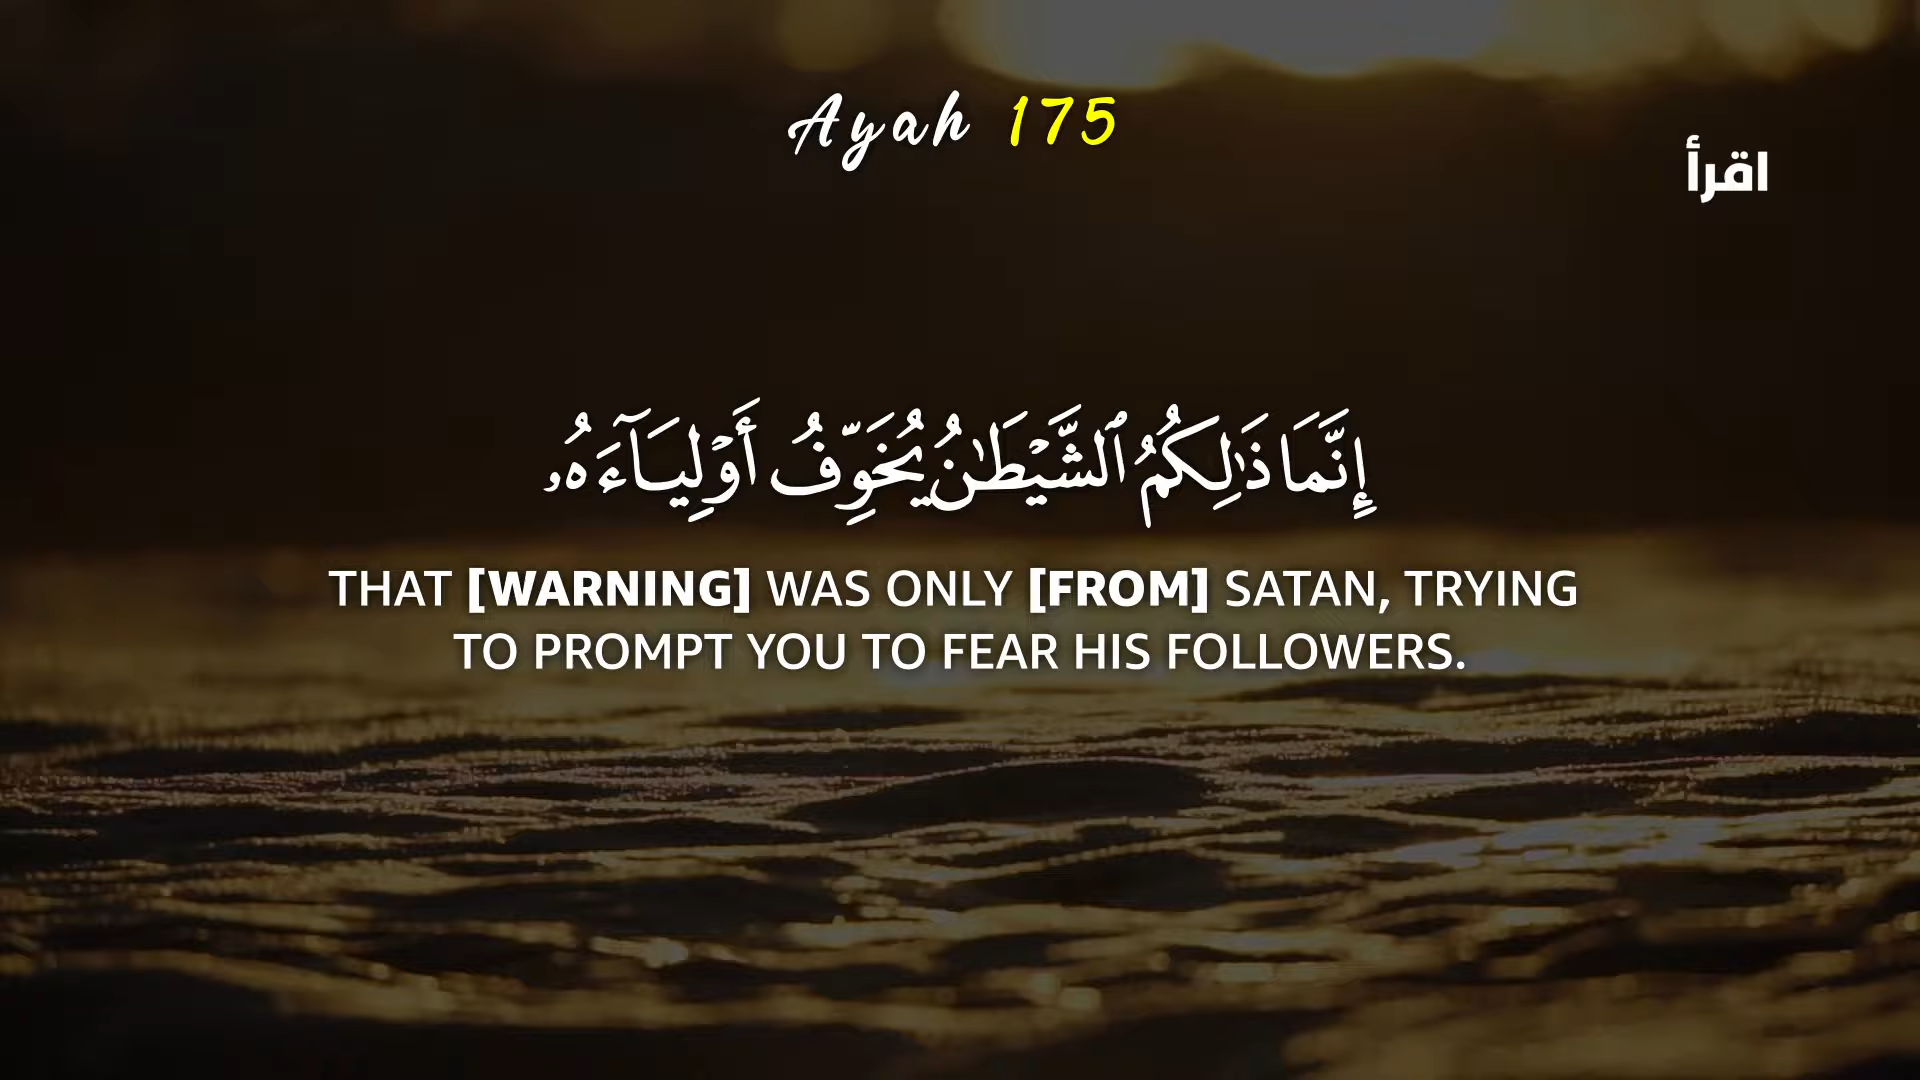 Ayah 175
اقرأ
إِنَّمَا ذَٰلِكُمُ ٱلشَّيْطَٰنُ يُخَوِّفُ أَوْلِيَآءَهُۥ
THAT [WARNING] WAS ONLY [FROM] SATAN, TRYING
TO PROMPT YOU TO FEAR HIS FOLLOWERS.